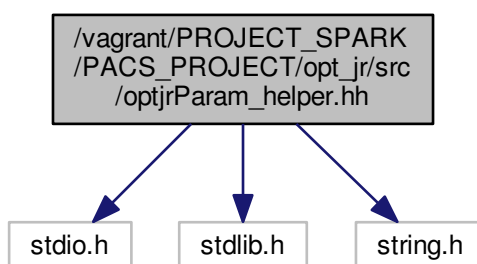 /vagrant/PROJECT_SPARK
/PACS_PROJECT/opt_jr/src
/optjrParam_helper.hh
stdio.h
stdlib.h
string.h